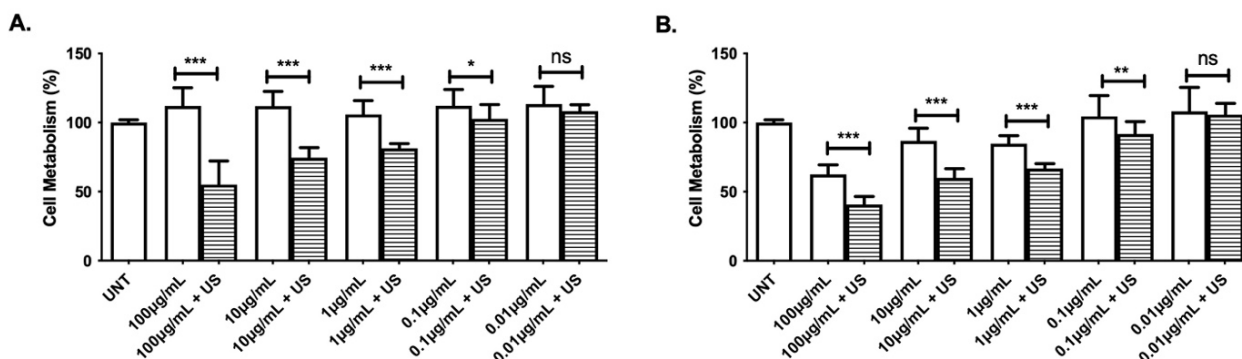 A.
150
100
50
0
Cell Metabolism (%)
***
***
***
*
ns
UNT
100µg/mL
100µg/mL + US
10µg/mL
10µg/mL + US
1µg/mL
1µg/mL + US
0.1µg/mL
0.1µg/mL + US
0.01µg/mL
0.01µg/mL + US
B.
150
100
50
0
Cell Metabolism (%)
***
***
***
**
ns
UNT
100µg/mL
100µg/mL + US
10µg/mL
10µg/mL + US
1µg/mL
1µg/mL + US
0.1µg/mL
0.1µg/mL + US
0.01µg/mL
0.01µg/mL + US